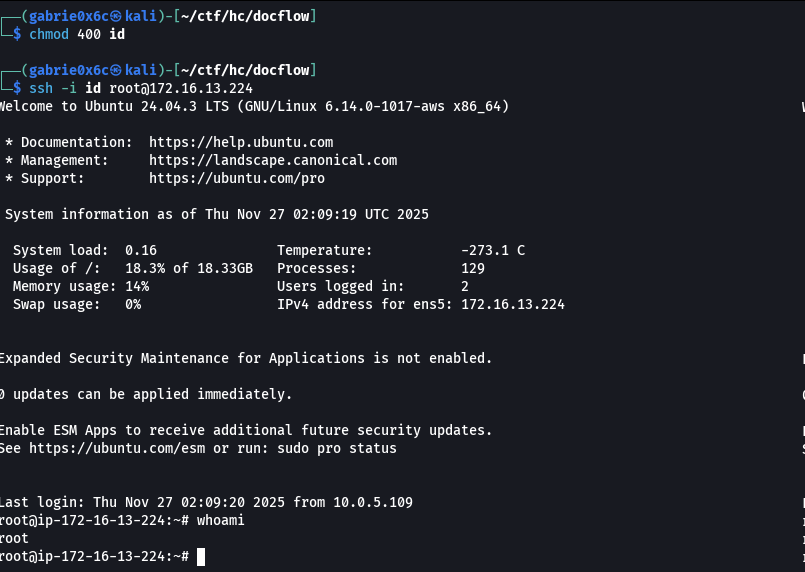 ┌──(gabrie0x6c㉿kali)-[~/ctf/hc/docflow]
└─$ chmod 400 id
┌──(gabrie0x6c㉿kali)-[~/ctf/hc/docflow]
└─$ ssh -i id root@172.16.13.224
Welcome to Ubuntu 24.04.3 LTS (GNU/Linux 6.14.0-1017-aws x86_64)
* Documentation:  https://help.ubuntu.com
* Management:     https://landscape.canonical.com
* Support:        https://ubuntu.com/pro
System information as of Thu Nov 27 02:09:19 UTC 2025
System load:  0.16               Temperature:           -273.1 C
Usage of /:   18.3% of 18.33GB   Processes:             129
Memory usage: 14%                Users logged in:       2
Swap usage:   0%                 IPv4 address for ens5: 172.16.13.224
Expanded Security Maintenance for Applications is not enabled.
0 updates can be applied immediately.
Enable ESM Apps to receive additional future security updates.
See https://ubuntu.com/esm or run: sudo pro status
Last login: Thu Nov 27 02:09:20 2025 from 10.0.5.109
root@ip-172-16-13-224:~# whoami
root
root@ip-172-16-13-224:~#